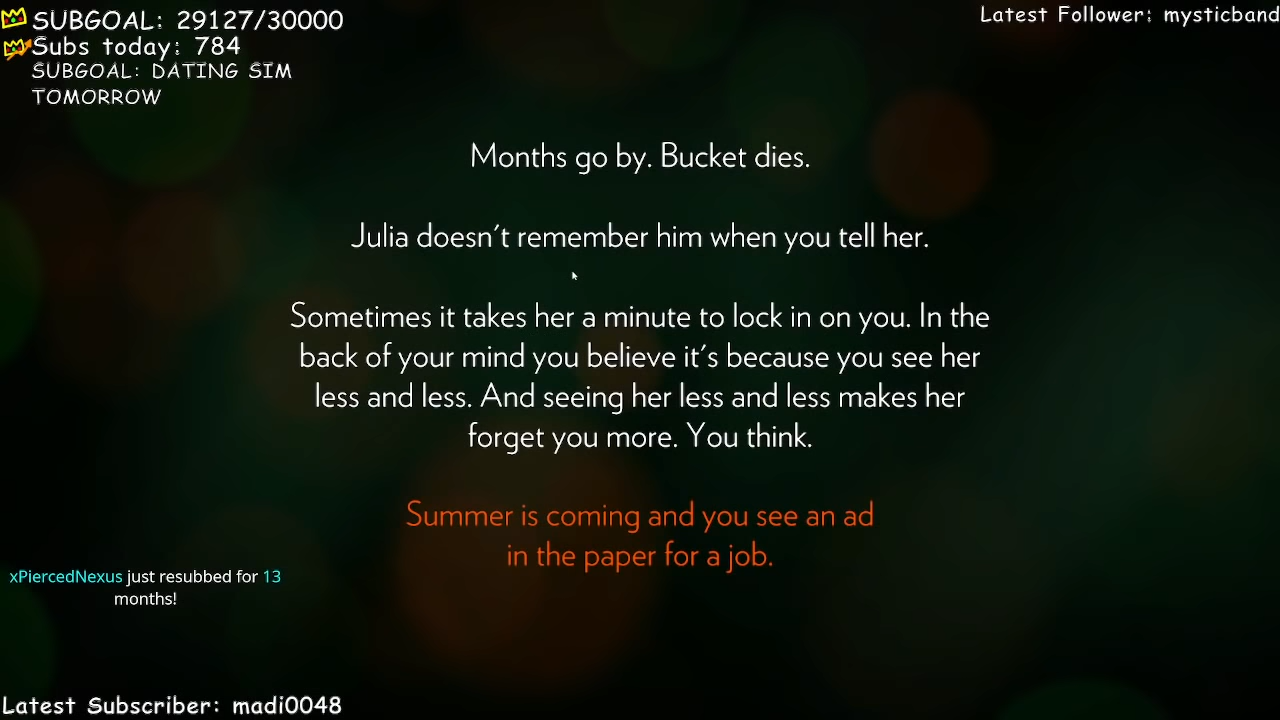 SUBGOAL: 29127/30000
Latest Follower: mysticband
Subs today: 784
SUBGOAL: DATING SIM
TOMORROW
Months go by. Bucket dies.
Julia doesn't remember him when you tell her.
Sometimes it takes her a minute to lock in on you. In the
back of your mind you believe it's because you see her
less and less. And seeing her less and less makes her
forget you more. You think.
Summer is coming and you see an ad
in the paper for a job.
xPiercedNexus just resubbed for 13
months!
Latest Subscriber: madi0048